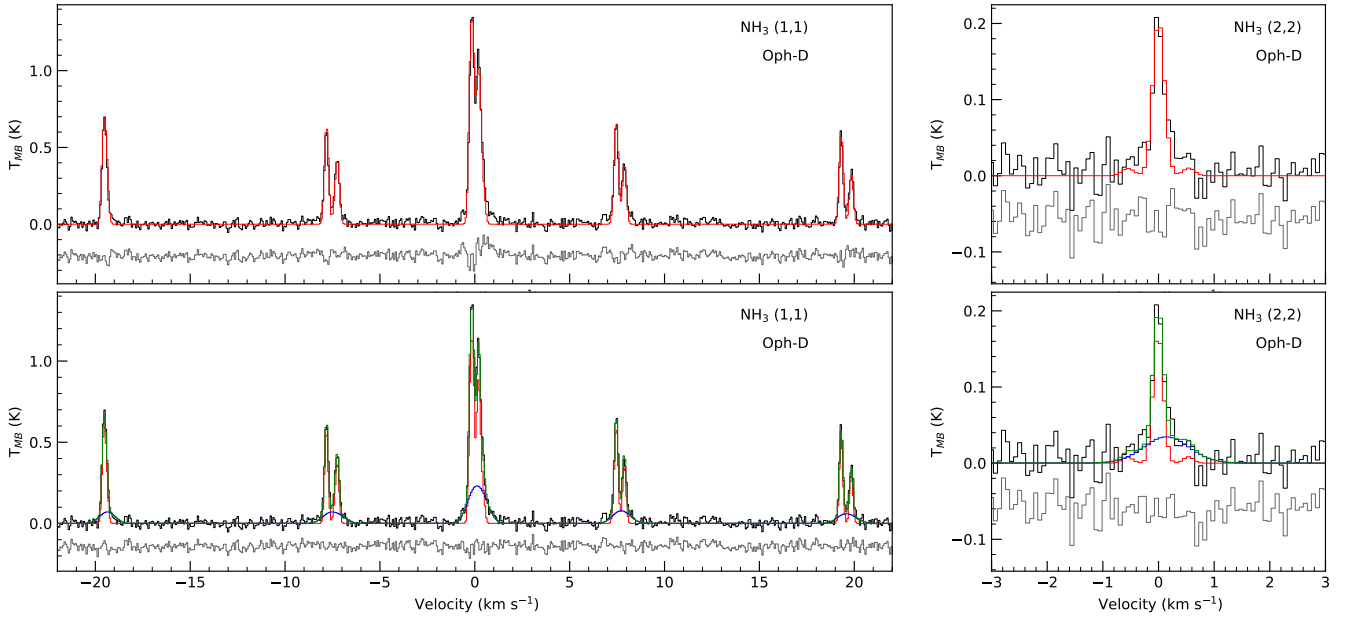 NH₃ (1,1)
Oph-D
T_MB (K)
1.0
0.5
0.0
NH₃ (2,2)
Oph-D
T_MB (K)
0.2
0.1
0.0
−0.1
NH₃ (1,1)
Oph-D
T_MB (K)
1.0
0.5
0.0
−20 −15 −10 −5 0 5 10 15 20
Velocity (km s⁻¹)
NH₃ (2,2)
Oph-D
T_MB (K)
0.2
0.1
0.0
−0.1
−3 −2 −1 0 1 2 3
Velocity (km s⁻¹)